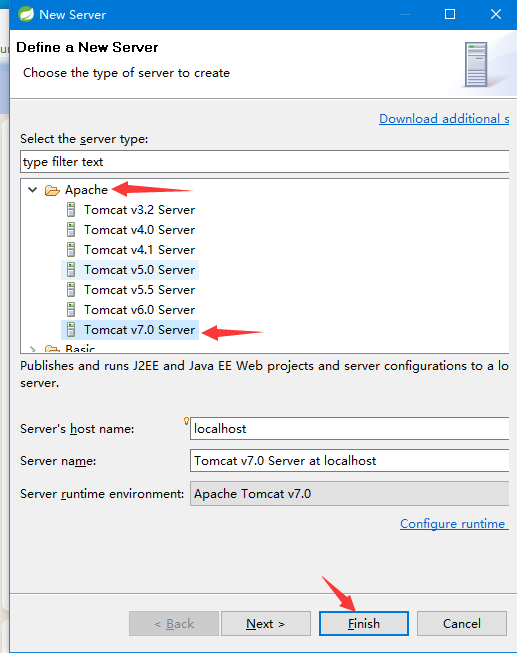 New Server
Define a New Server
Choose the type of server to create
Download additional s
Select the server type:
type filter text
Apache
Tomcat v3.2 Server
Tomcat v4.0 Server
Tomcat v4.1 Server
Tomcat v5.0 Server
Tomcat v5.5 Server
Tomcat v6.0 Server
Tomcat v7.0 Server
Basic
Publishes and runs J2EE and Java EE Web projects and server configurations to a lo
server.
Server's host name: localhost
Server name: Tomcat v7.0 Server at localhost
Server runtime environment: Apache Tomcat v7.0
Configure runtime
< Back Next > Finish Cancel